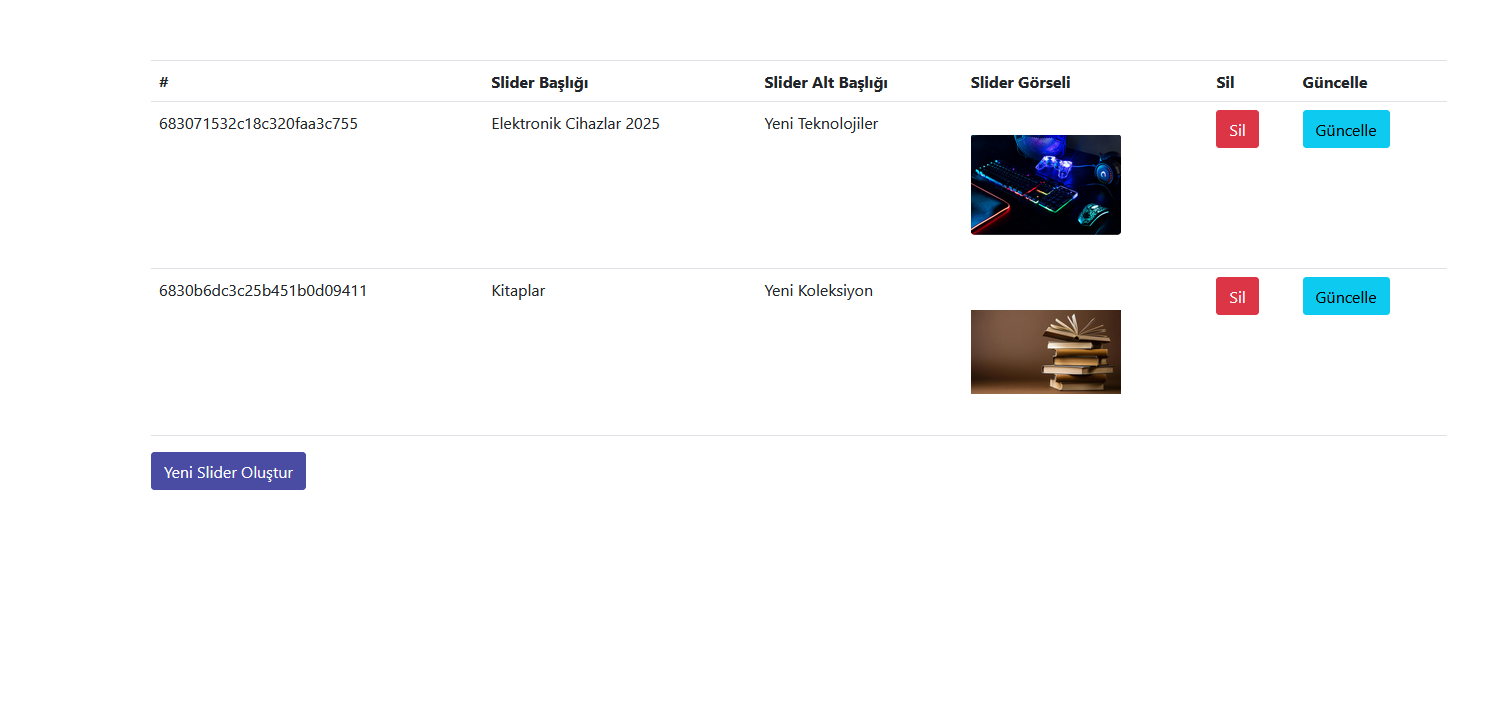 # Slider Başlığı Slider Alt Başlığı Slider Görseli Sil Güncelle
683071532c18c320faa3c755 Elektronik Cihazlar 2025 Yeni Teknolojiler Sil Güncelle
6830b6dc3c25b451b0d09411 Kitaplar Yeni Koleksiyon Sil Güncelle
Yeni Slider Oluştur